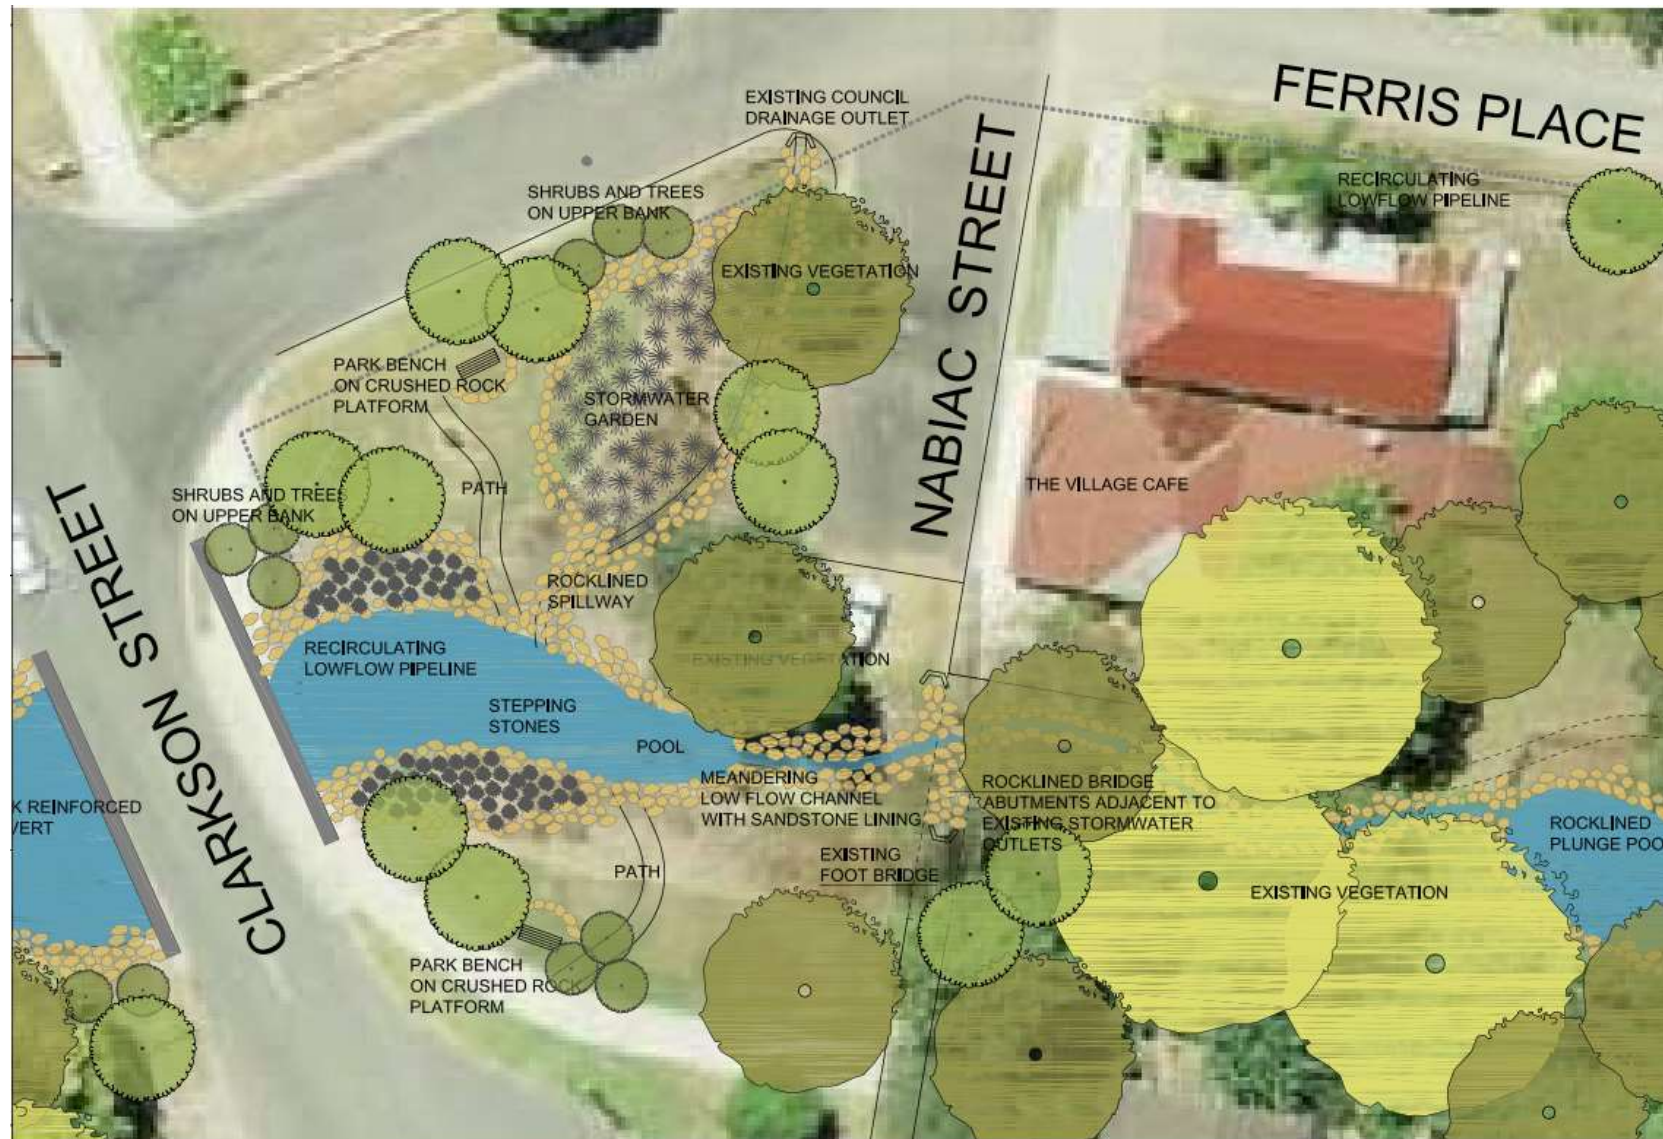 FERRIS PLACE
EXISTING COUNCIL
DRAINAGE OUTLET
RECIRCULATING
LOWFLOW PIPELINE
SHRUBS AND TREES
ON UPPER BANK
NABIAC STREET
EXISTING VEGETATION
PARK BENCH
ON CRUSHED ROCK
PLATFORM
STORMWATER
GARDEN
THE VILLAGE CAFE
PATH
SHRUBS AND TREES
ON UPPER BANK
CLARKSON STREET
ROCKLINED
SPILLWAY
RECIRCULATING
LOWFLOW PIPELINE
EXISTING VEGETATION
STEPPING
STONES
POOL
MEANDERING
LOW FLOW CHANNEL
WITH SANDSTONE LINING
ROCKLINED BRIDGE
ABUTMENTS ADJACENT TO
EXISTING STORMWATER
OUTLETS
K REINFORCED
VERT
ROCKLINED
PLUNGE POO
EXISTING
FOOT BRIDGE
PATH
EXISTING VEGETATION
PARK BENCH
ON CRUSHED ROCK
PLATFORM